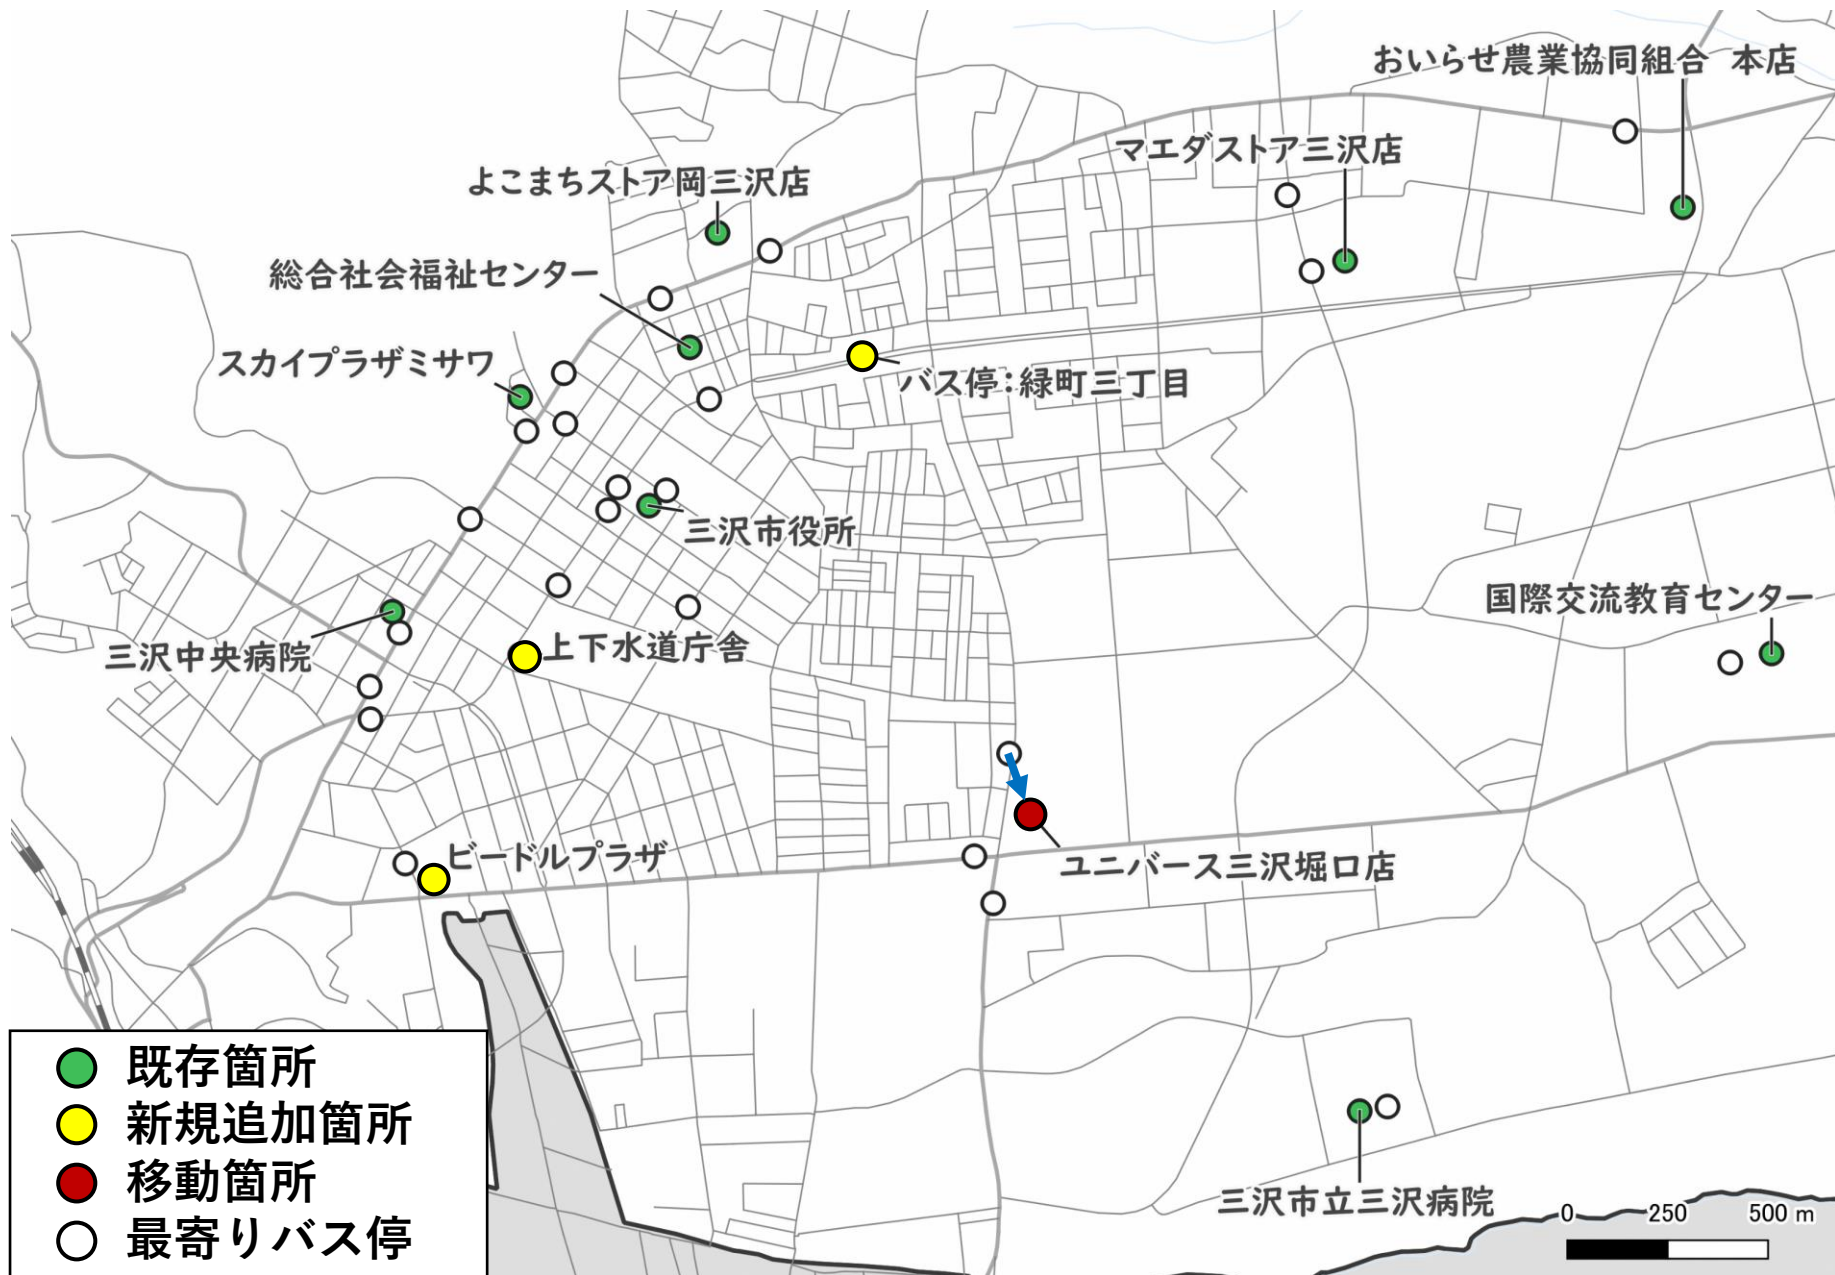 おいらせ農業協同組合　本店
マエダストア三沢店
よこまちストア岡三沢店
総合社会福祉センター
スカイプラザミサワ
バス停：緑町三丁目
三沢市役所
国際交流教育センター
三沢中央病院
上下水道庁舎
ビードルプラザ
ユニバース三沢堀口店
三沢市立三沢病院
既存箇所
新規追加箇所
移動箇所
最寄りバス停
0 250 500 m